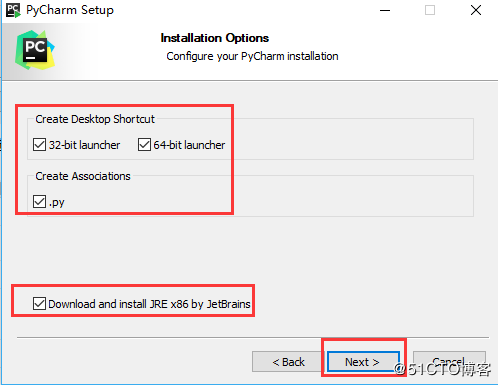 PyCharm Setup
PC
Installation Options
Configure your PyCharm installation
Create Desktop Shortcut
32-bit launcher 64-bit launcher
Create Associations
.py
Download and install JRE x86 by JetBrains
< Back Next > Cancel
@51CTO博客